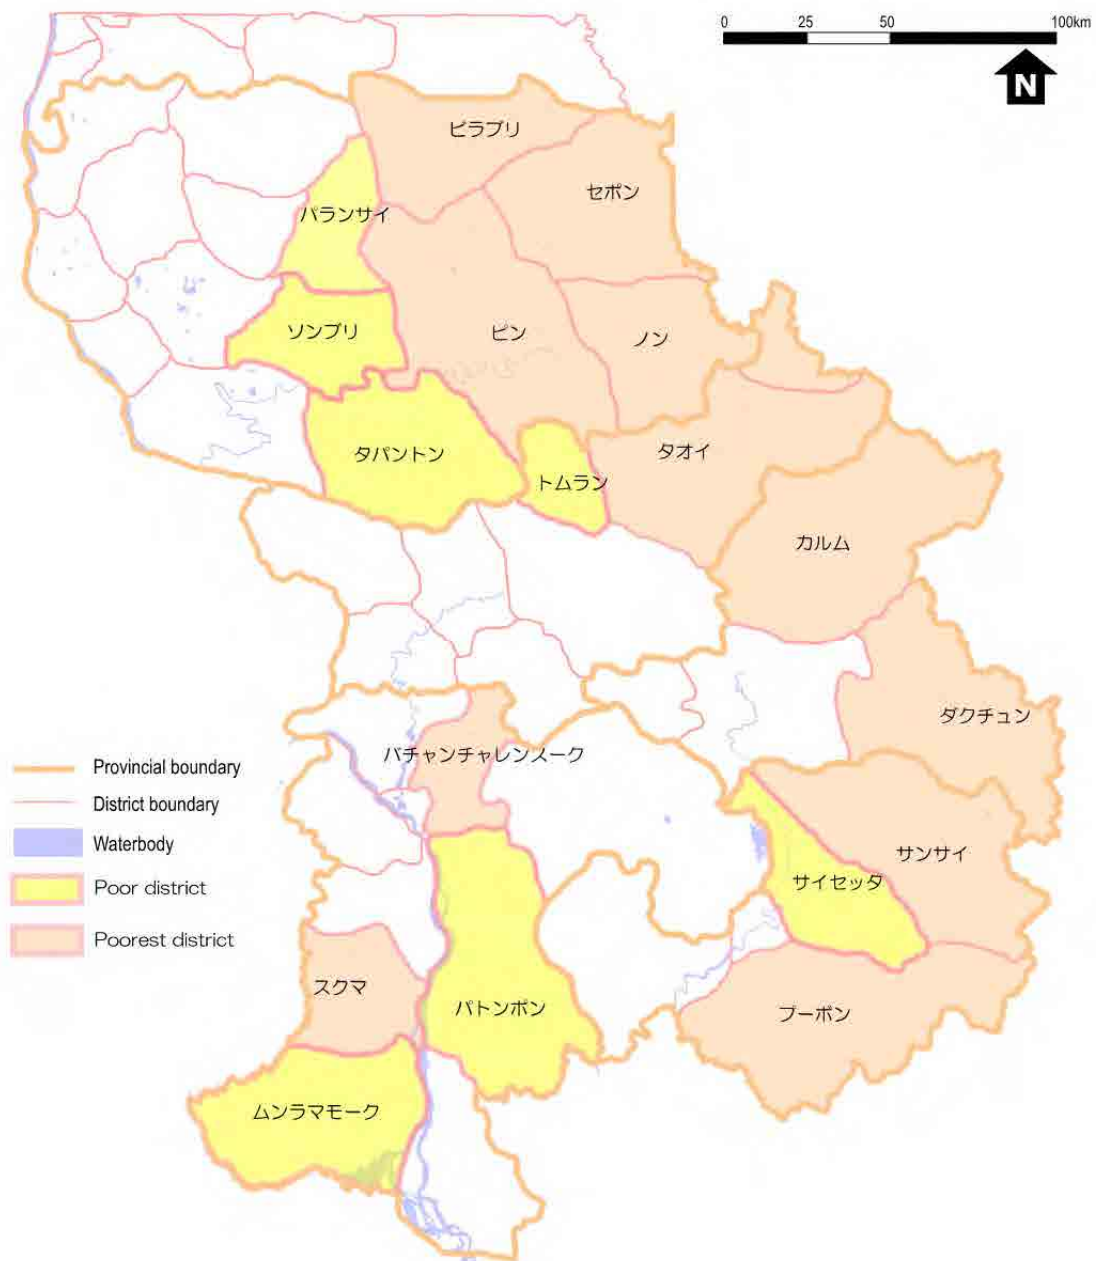 0 25 50 100km
N
ビラブリ
セポン
パランサイ
ソンブリ
ピン
ノン
タパントン
トムラン
タオイ
カルム
ダクチュン
バチャンチャレンスーク
サンサイ
サイセッタ
スクマ
パトンポン
プーボン
ムンラマモーク
Provincial boundary
District boundary
Waterbody
Poor district
Poorest district